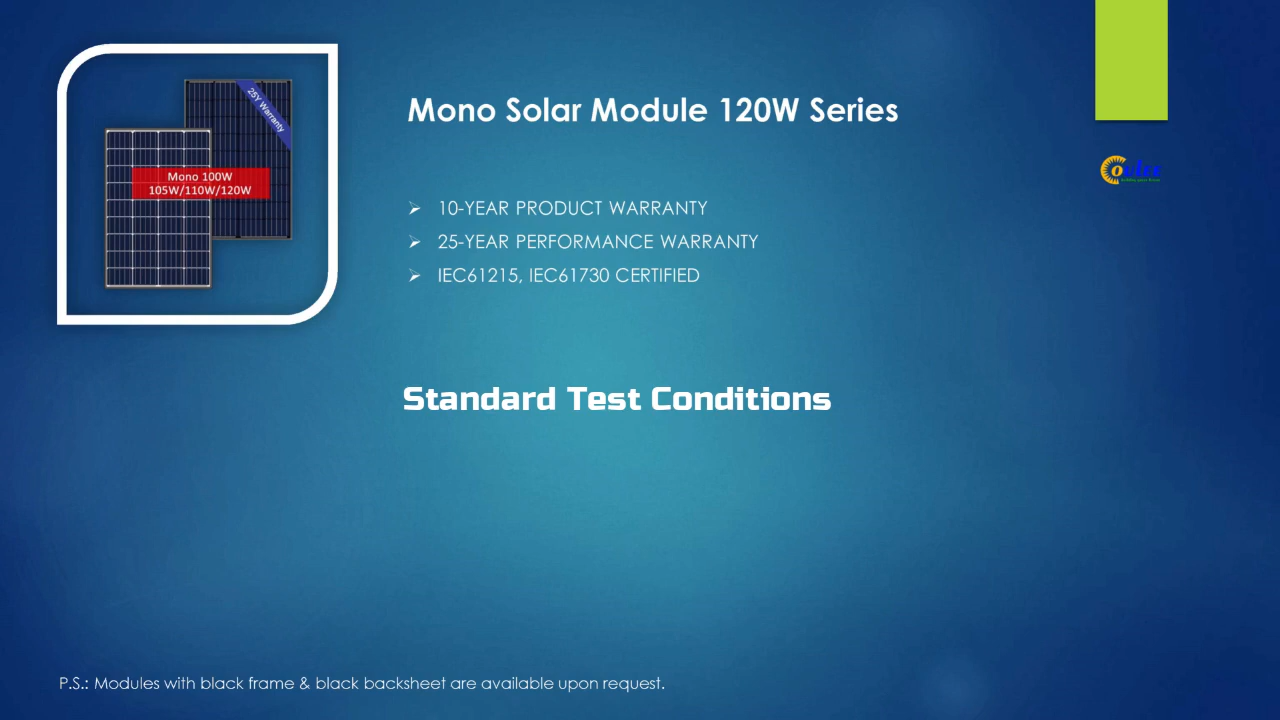 25Y Warranty
Mono 100W
105W/110W/120W
Mono Solar Module 120W Series
10-YEAR PRODUCT WARRANTY
25-YEAR PERFORMANCE WARRANTY
IEC61215, IEC61730 CERTIFIED
Standard Test Conditions
P.S.: Modules with black frame & black backsheet are available upon request.